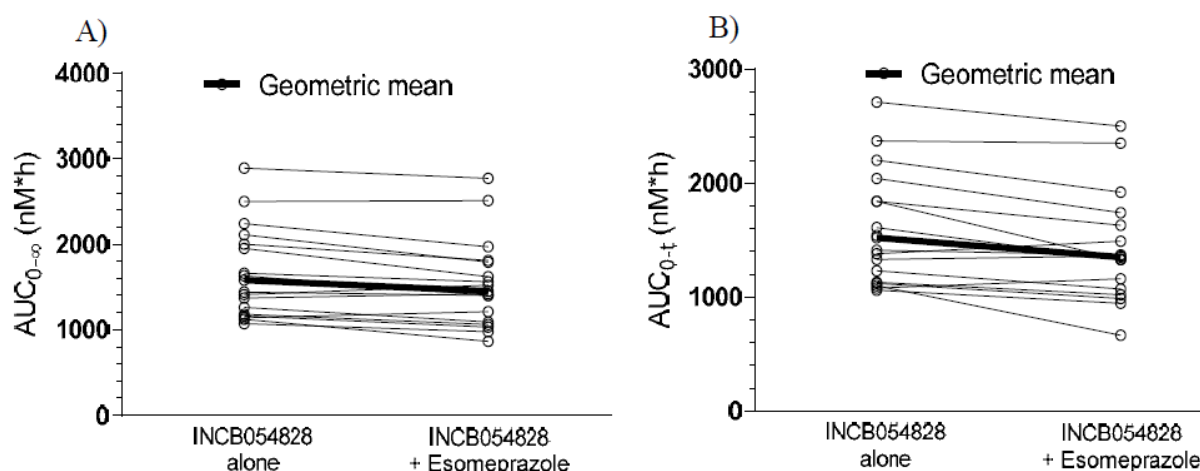 A)
4000
3000
2000
1000
0
AUC0-∞ (nM*h)
Geometric mean
INCB054828
alone
INCB054828
+ Esomeprazole
B)
3000
2000
1000
0
AUC0-t (nM*h)
Geometric mean
INCB054828
alone
INCB054828
+ Esomeprazole